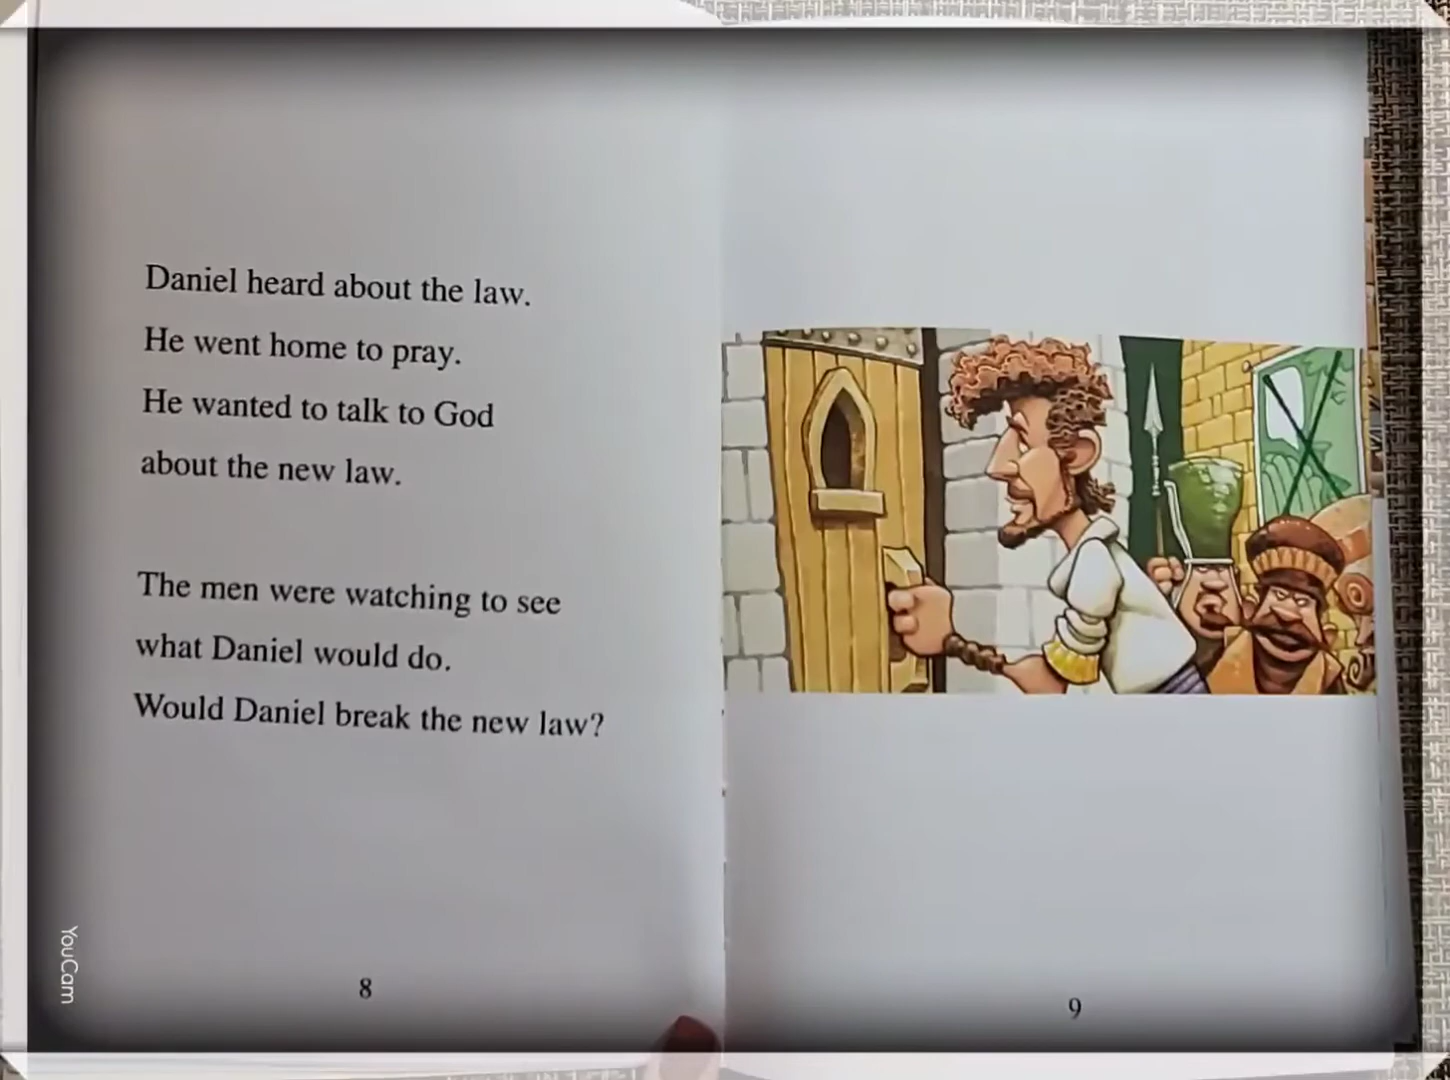 Daniel heard about the law.
He went home to pray.
He wanted to talk to God
about the new law.
The men were watching to see
what Daniel would do.
Would Daniel break the new law?
8
9
YouCam